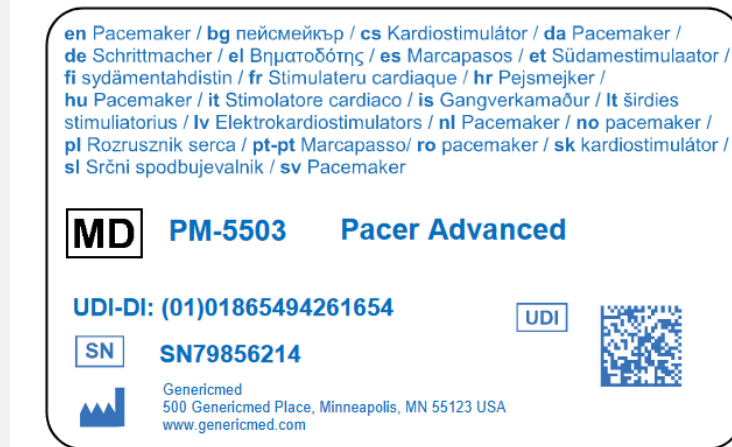 en Pacemaker / bg пейсмейкър / cs Kardiostimulátor / da Pacemaker /
de Schrittmacher / el Βηματοδότης / es Marcapasos / et Südamestimulaator /
fi sydämentahdistin / fr Stimulateru cardiaque / hr Pejsmejker /
hu Pacemaker / it Stimolatore cardiaco / is Gangverkamaður / lt širdies
stimuliatorius / lv Elektrokardiostimulators / nl Pacemaker / no pacemaker /
pl Rozrusznik serca / pt-pt Marcapasso/ ro pacemaker / sk kardiostimulátor /
sl Srčni spodbujevalnik / sv Pacemaker
MD PM-5503 Pacer Advanced
UDI-DI: (01)01865494261654 UDI
SN SN79856214
Genericmed
500 Genericmed Place, Minneapolis, MN 55123 USA
www.genericmed.com